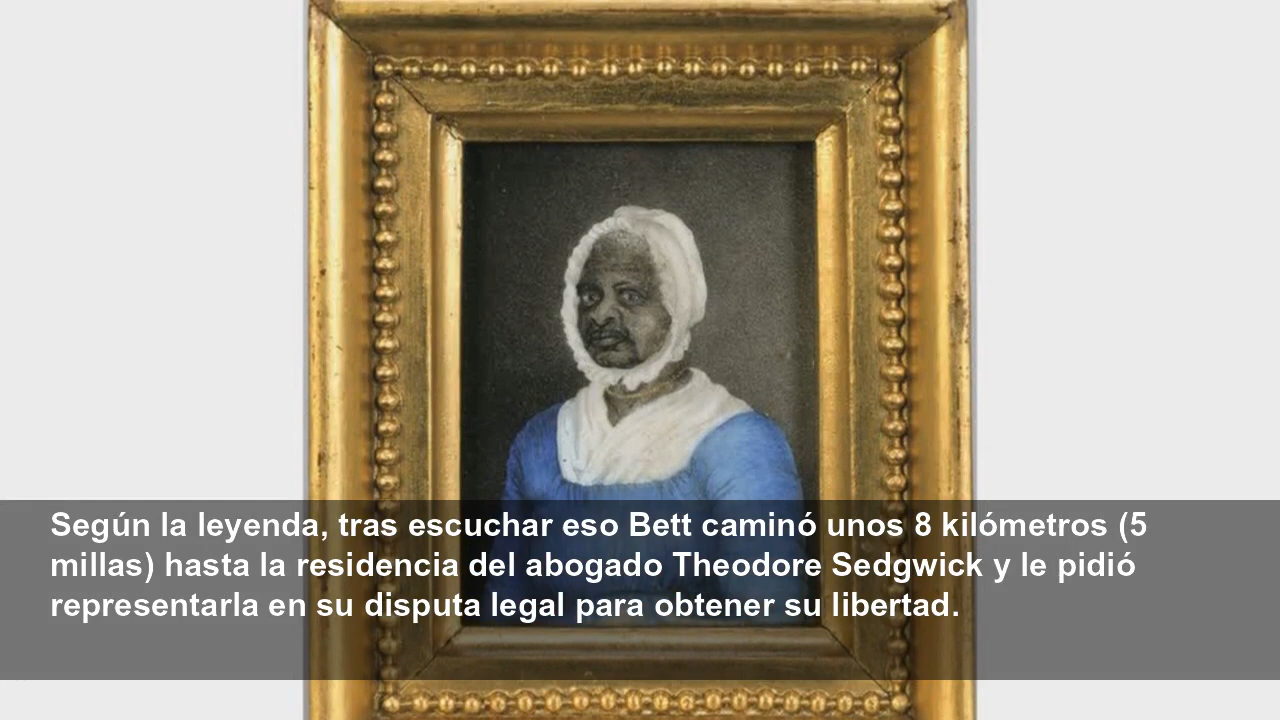 Según la leyenda, tras escuchar eso Bett caminó unos 8 kilómetros (5
millas) hasta la residencia del abogado Theodore Sedgwick y le pidió
representarla en su disputa legal para obtener su libertad.